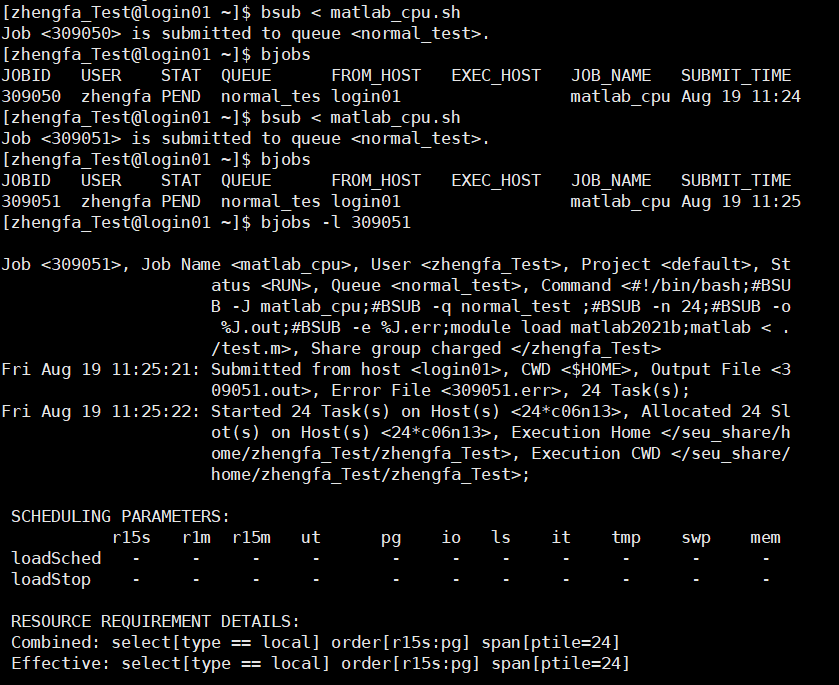 [zhengfa_Test@login01 ~]$ bsub < matlab_cpu.sh
Job <309050> is submitted to queue <normal_test>.
[zhengfa_Test@login01 ~]$ bjobs
JOBID   USER    STAT  QUEUE      FROM_HOST   EXEC_HOST   JOB_NAME   SUBMIT_TIME
309050  zhengfa PEND  normal_tes login01                 matlab_cpu Aug 19 11:24
[zhengfa_Test@login01 ~]$ bsub < matlab_cpu.sh
Job <309051> is submitted to queue <normal_test>.
[zhengfa_Test@login01 ~]$ bjobs
JOBID   USER    STAT  QUEUE      FROM_HOST   EXEC_HOST   JOB_NAME   SUBMIT_TIME
309051  zhengfa PEND  normal_tes login01                 matlab_cpu Aug 19 11:25
[zhengfa_Test@login01 ~]$ bjobs -l 309051

Job <309051>, Job Name <matlab_cpu>, User <zhengfa_Test>, Project <default>, St
                     atus <RUN>, Queue <normal_test>, Command <#!/bin/bash;#BSU
                     B -J matlab_cpu;#BSUB -q normal_test ;#BSUB -n 24;#BSUB -o
                      %J.out;#BSUB -e %J.err;module load matlab2021b;matlab < .
                     /test.m>, Share group charged </zhengfa_Test>
Fri Aug 19 11:25:21: Submitted from host <login01>, CWD <$HOME>, Output File <3
                     09051.out>, Error File <309051.err>, 24 Task(s);
Fri Aug 19 11:25:22: Started 24 Task(s) on Host(s) <24*c06n13>, Allocated 24 Sl
                     ot(s) on Host(s) <24*c06n13>, Execution Home </seu_share/h
                     ome/zhengfa_Test/zhengfa_Test>, Execution CWD </seu_share/
                     home/zhengfa_Test/zhengfa_Test>;

 SCHEDULING PARAMETERS:
           r15s   r1m  r15m   ut      pg    io   ls    it    tmp    swp    mem
 loadSched   -     -     -     -       -     -    -     -     -      -      -
 loadStop    -     -     -     -       -     -    -     -     -      -      -

 RESOURCE REQUIREMENT DETAILS:
 Combined: select[type == local] order[r15s:pg] span[ptile=24]
 Effective: select[type == local] order[r15s:pg] span[ptile=24]